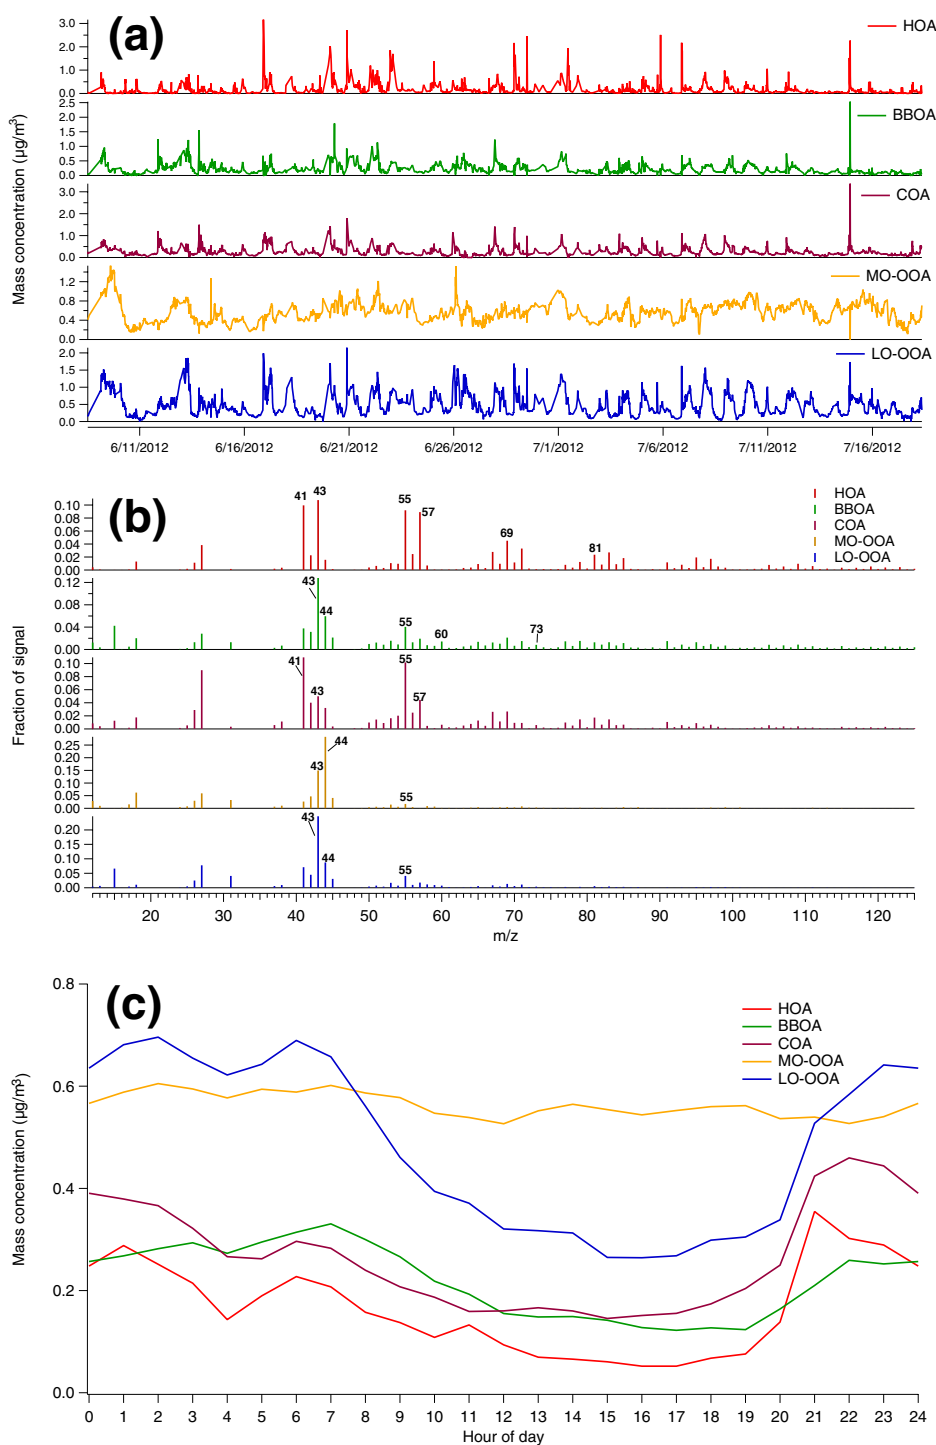 (a)
Mass concentration (μg/m³)
3.0
2.0
1.0
0.0
HOA
2.5
2.0
1.5
1.0
0.5
0.0
BBOA
3.0
2.0
1.0
0.0
COA
1.2
0.8
0.4
0.0
MO-OOA
2.0
1.5
1.0
0.5
0.0
LO-OOA
6/11/2012 6/16/2012 6/21/2012 6/26/2012 7/1/2012 7/6/2012 7/11/2012 7/16/2012
(b)
Fraction of signal
HOA
BBOA
COA
MO-OOA
LO-OOA
0.10
0.08
0.06
0.04
0.02
0.00
41 43 55 57 69 81
0.12
0.08
0.04
0.00
43 44 55 60 73
0.10
0.08
0.06
0.04
0.02
0.00
41 43 55 57
0.25
0.20
0.15
0.10
0.05
0.00
43 44 55
0.20
0.15
0.10
0.05
0.00
43 44 55
20 30 40 50 60 70 80 90 100 110 120
m/z
(c)
Mass concentration (μg/m³)
0.8
0.6
0.4
0.2
0.0
HOA
BBOA
COA
MO-OOA
LO-OOA
0 1 2 3 4 5 6 7 8 9 10 11 12 13 14 15 16 17 18 19 20 21 22 23 24
Hour of day